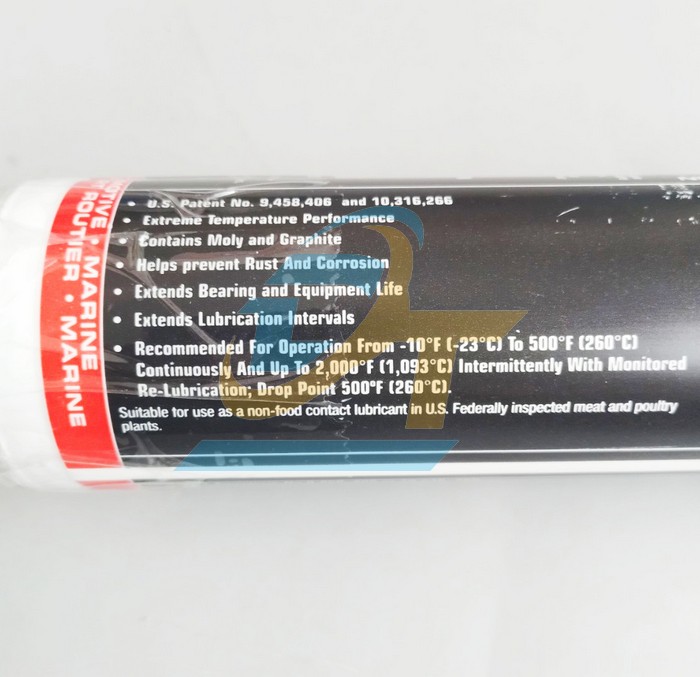 • U.S. Patent No. 9,458,406 and 10,316,266
• Extreme Temperature Performance
• Contains Moly and Graphite
• Helps prevent Rust And Corrosion
• Extends Bearing and Equipment Life
• Extends Lubrication Intervals
• Recommended For Operation From -10°F (-23°C) To 500°F (260°C)
Continuously And Up To 2,000°F (1,093°C) Intermittently With Monitored
Re-Lubrication; Drop Point 500°F (260°C).
Suitable for use as a non-food contact lubricant in U.S. Federally inspected meat and poultry
plants.
• MARINE
ROUTIER • MARINE